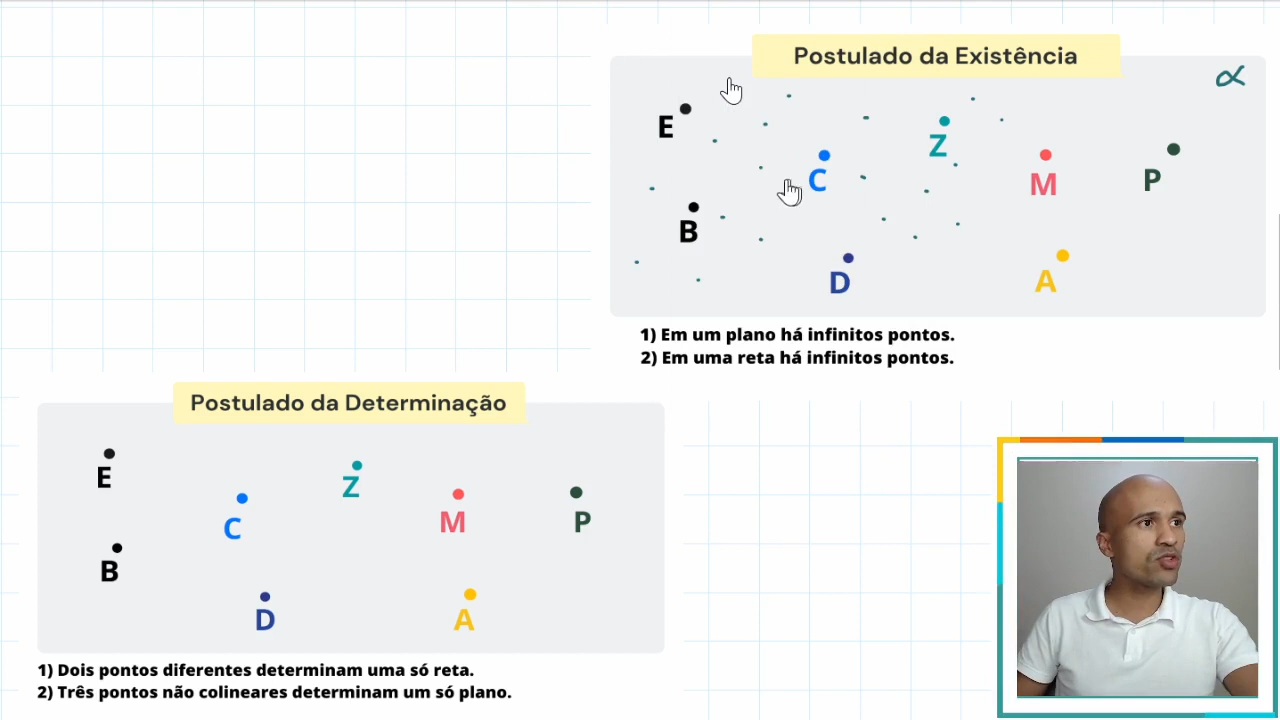 Postulado da Existência
α
E
Z
C
M
P
B
D
A
1) Em um plano há infinitos pontos.
2) Em uma reta há infinitos pontos.
Postulado da Determinação
E
Z
C
M
P
B
D
A
1) Dois pontos diferentes determinam uma só reta.
2) Três pontos não colineares determinam um só plano.